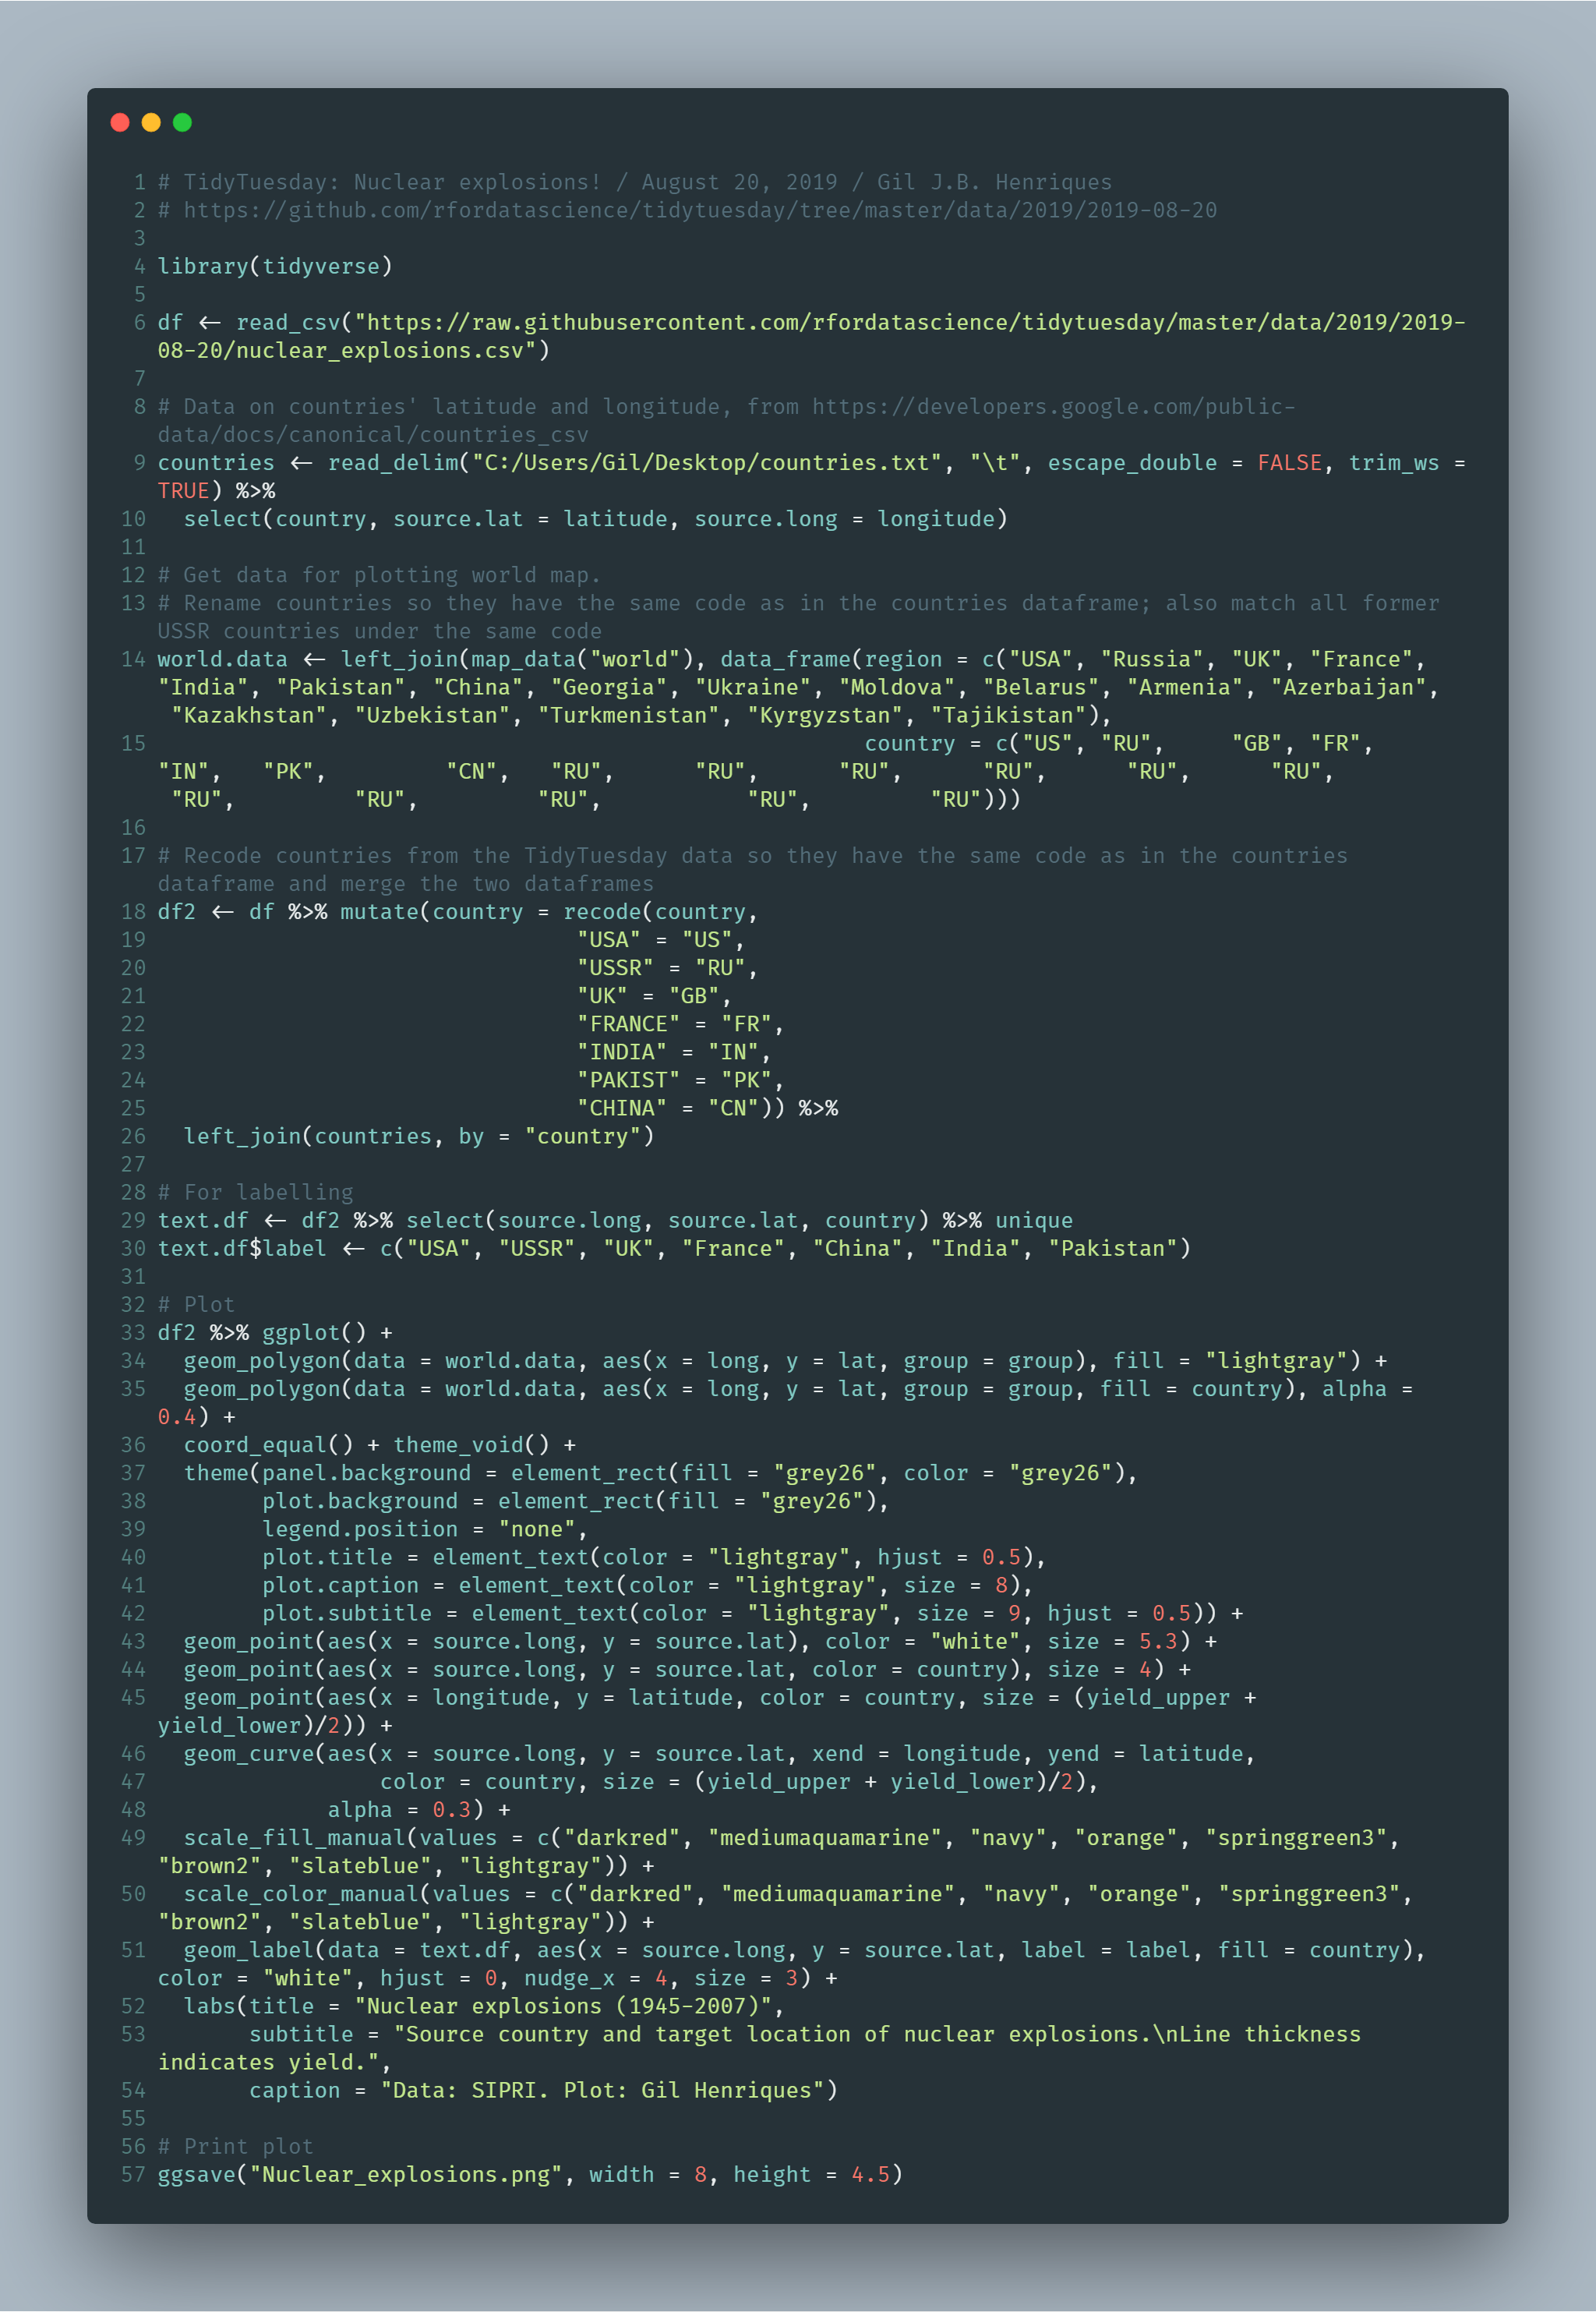 1 # TidyTuesday: Nuclear explosions! / August 20, 2019 / Gil J.B. Henriques
2 # https://github.com/rfordatascience/tidytuesday/tree/master/data/2019/2019-08-20
3
4 library(tidyverse)
5
6 df <- read_csv("https://raw.githubusercontent.com/rfordatascience/tidytuesday/master/data/2019/2019-
08-20/nuclear_explosions.csv")
7
8 # Data on countries' latitude and longitude, from https://developers.google.com/public-
data/docs/canonical/countries_csv
9 countries <- read_delim("C:/Users/Gil/Desktop/countries.txt", "\t", escape_double = FALSE, trim_ws =
TRUE) %>%
10   select(country, source.lat = latitude, source.long = longitude)
11
12 # Get data for plotting world map.
13 # Rename countries so they have the same code as in the countries dataframe; also match all former
USSR countries under the same code
14 world.data <- left_join(map_data("world"), data_frame(region = c("USA", "Russia", "UK", "France",
"India", "Pakistan", "China", "Georgia", "Ukraine", "Moldova", "Belarus", "Armenia", "Azerbaijan",
 "Kazakhstan", "Uzbekistan", "Turkmenistan", "Kyrgyzstan", "Tajikistan"),
15                                                       country = c("US", "RU",     "GB", "FR",
"IN",   "PK",         "CN",   "RU",      "RU",      "RU",      "RU",      "RU",      "RU",
 "RU",         "RU",         "RU",           "RU",         "RU")))
16
17 # Recode countries from the TidyTuesday data so they have the same code as in the countries
dataframe and merge the two dataframes
18 df2 <- df %>% mutate(country = recode(country,
19                                 "USA" = "US",
20                                 "USSR" = "RU",
21                                 "UK" = "GB",
22                                 "FRANCE" = "FR",
23                                 "INDIA" = "IN",
24                                 "PAKIST" = "PK",
25                                 "CHINA" = "CN")) %>%
26   left_join(countries, by = "country")
27
28 # For labelling
29 text.df <- df2 %>% select(source.long, source.lat, country) %>% unique
30 text.df$label <- c("USA", "USSR", "UK", "France", "China", "India", "Pakistan")
31
32 # Plot
33 df2 %>% ggplot() +
34   geom_polygon(data = world.data, aes(x = long, y = lat, group = group), fill = "lightgray") +
35   geom_polygon(data = world.data, aes(x = long, y = lat, group = group, fill = country), alpha =
0.4) +
36   coord_equal() + theme_void() +
37   theme(panel.background = element_rect(fill = "grey26", color = "grey26"),
38         plot.background = element_rect(fill = "grey26"),
39         legend.position = "none",
40         plot.title = element_text(color = "lightgray", hjust = 0.5),
41         plot.caption = element_text(color = "lightgray", size = 8),
42         plot.subtitle = element_text(color = "lightgray", size = 9, hjust = 0.5)) +
43   geom_point(aes(x = source.long, y = source.lat), color = "white", size = 5.3) +
44   geom_point(aes(x = source.long, y = source.lat, color = country), size = 4) +
45   geom_point(aes(x = longitude, y = latitude, color = country, size = (yield_upper +
yield_lower)/2)) +
46   geom_curve(aes(x = source.long, y = source.lat, xend = longitude, yend = latitude,
47                  color = country, size = (yield_upper + yield_lower)/2),
48              alpha = 0.3) +
49   scale_fill_manual(values = c("darkred", "mediumaquamarine", "navy", "orange", "springgreen3",
"brown2", "slateblue", "lightgray")) +
50   scale_color_manual(values = c("darkred", "mediumaquamarine", "navy", "orange", "springgreen3",
"brown2", "slateblue", "lightgray")) +
51   geom_label(data = text.df, aes(x = source.long, y = source.lat, label = label, fill = country),
color = "white", hjust = 0, nudge_x = 4, size = 3) +
52   labs(title = "Nuclear explosions (1945-2007)",
53        subtitle = "Source country and target location of nuclear explosions.\nLine thickness
indicates yield.",
54        caption = "Data: SIPRI. Plot: Gil Henriques")
55
56 # Print plot
57 ggsave("Nuclear_explosions.png", width = 8, height = 4.5)